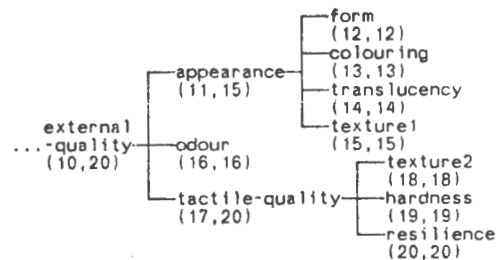 form
(12,12)
colouring
(13,13)
appearance
(11,15)
translucency
(14,14)
texture1
(15,15)
external
...-quality
(10,20)
odour
(16,16)
texture2
(18,18)
tactile-quality
(17,20)
hardness
(19,19)
resilience
(20,20)